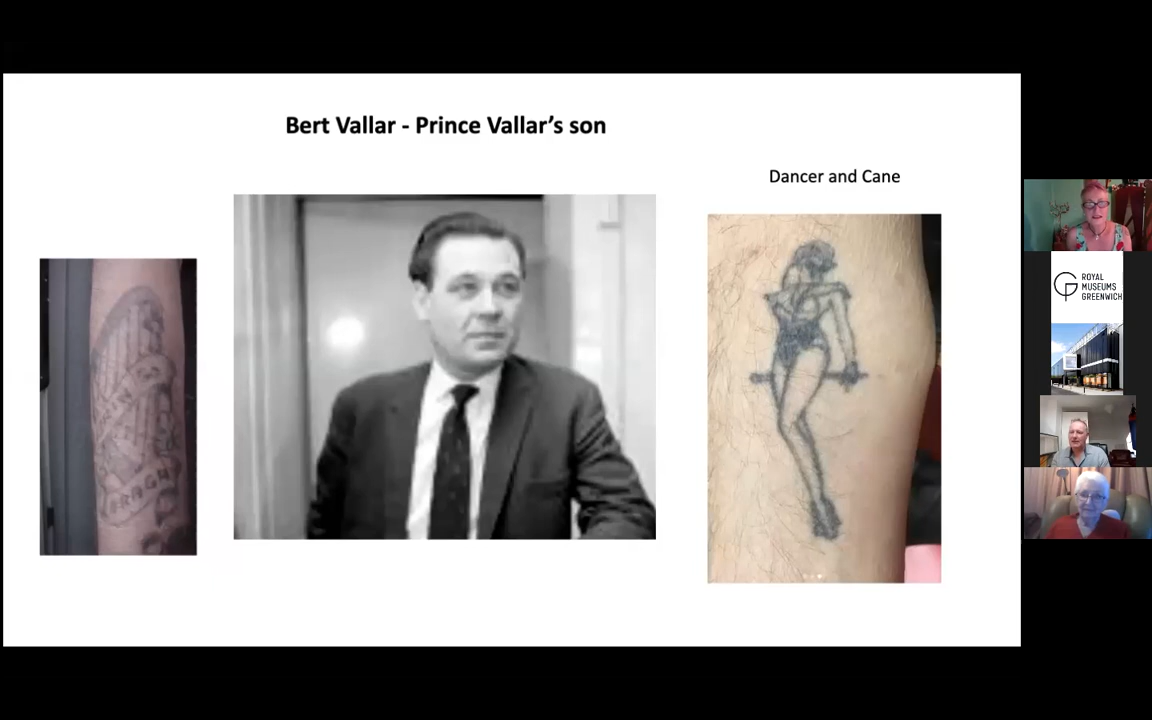 Bert Vallar - Prince Vallar's son
Dancer and Cane
ROYAL
MUSEUMS
GREENWICH